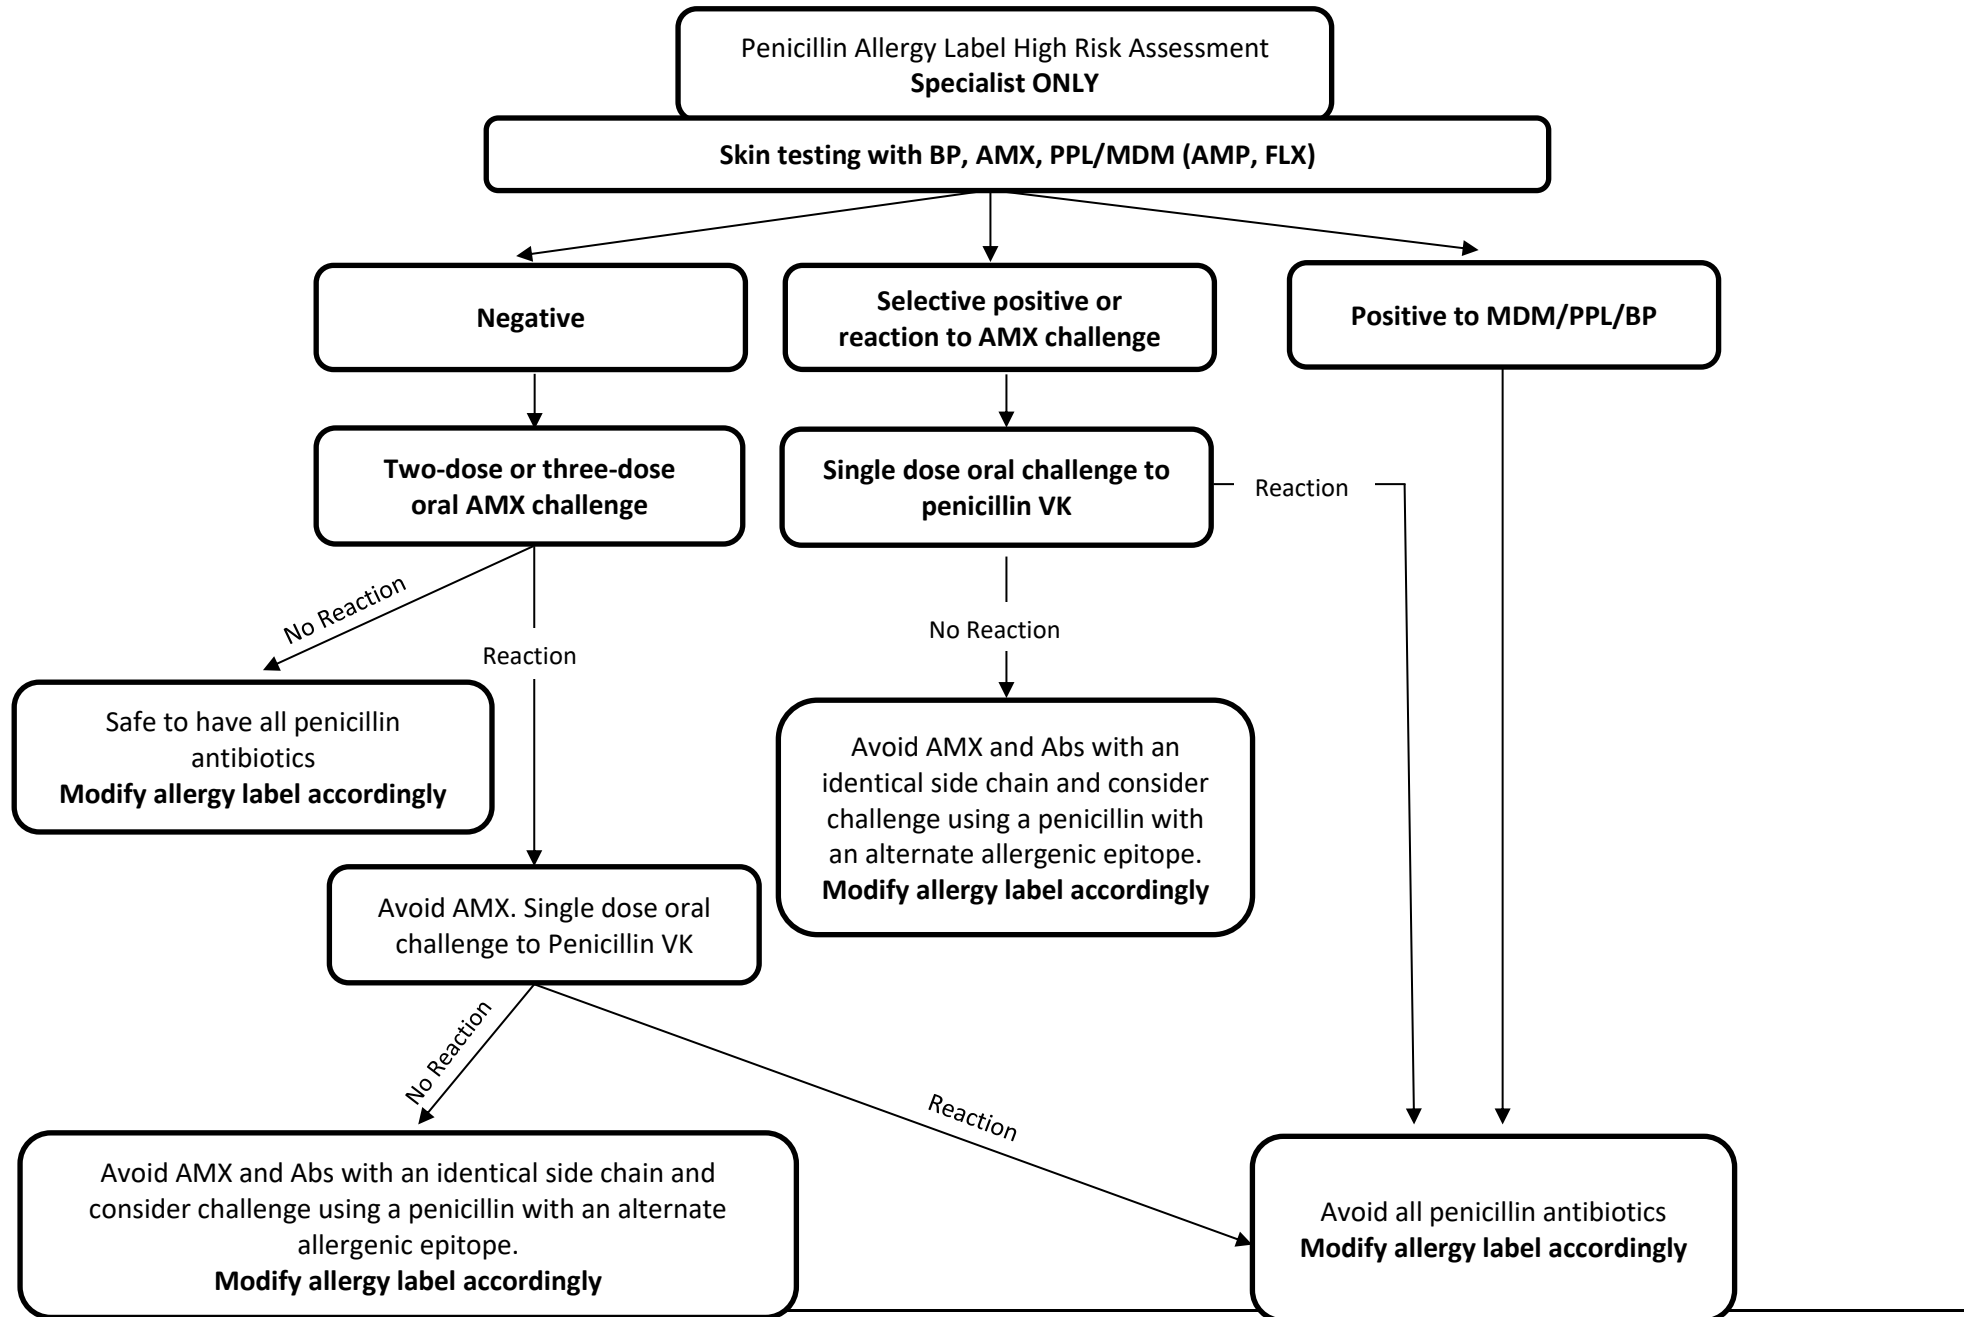 Penicillin Allergy Label High Risk Assessment
Specialist ONLY
Skin testing with BP, AMX, PPL/MDM (AMP, FLX)
Negative
Selective positive or
reaction to AMX challenge
Positive to MDM/PPL/BP
Two-dose or three-dose
oral AMX challenge
Single dose oral challenge to
penicillin VK
Reaction
No Reaction
Reaction
No Reaction
Safe to have all penicillin
antibiotics
Modify allergy label accordingly
Avoid AMX and Abs with an
identical side chain and consider
challenge using a penicillin with
an alternate allergenic epitope.
Modify allergy label accordingly
Avoid AMX. Single dose oral
challenge to Penicillin VK
No Reaction
Reaction
Avoid AMX and Abs with an identical side chain and
consider challenge using a penicillin with an alternate
allergenic epitope.
Modify allergy label accordingly
Avoid all penicillin antibiotics
Modify allergy label accordingly